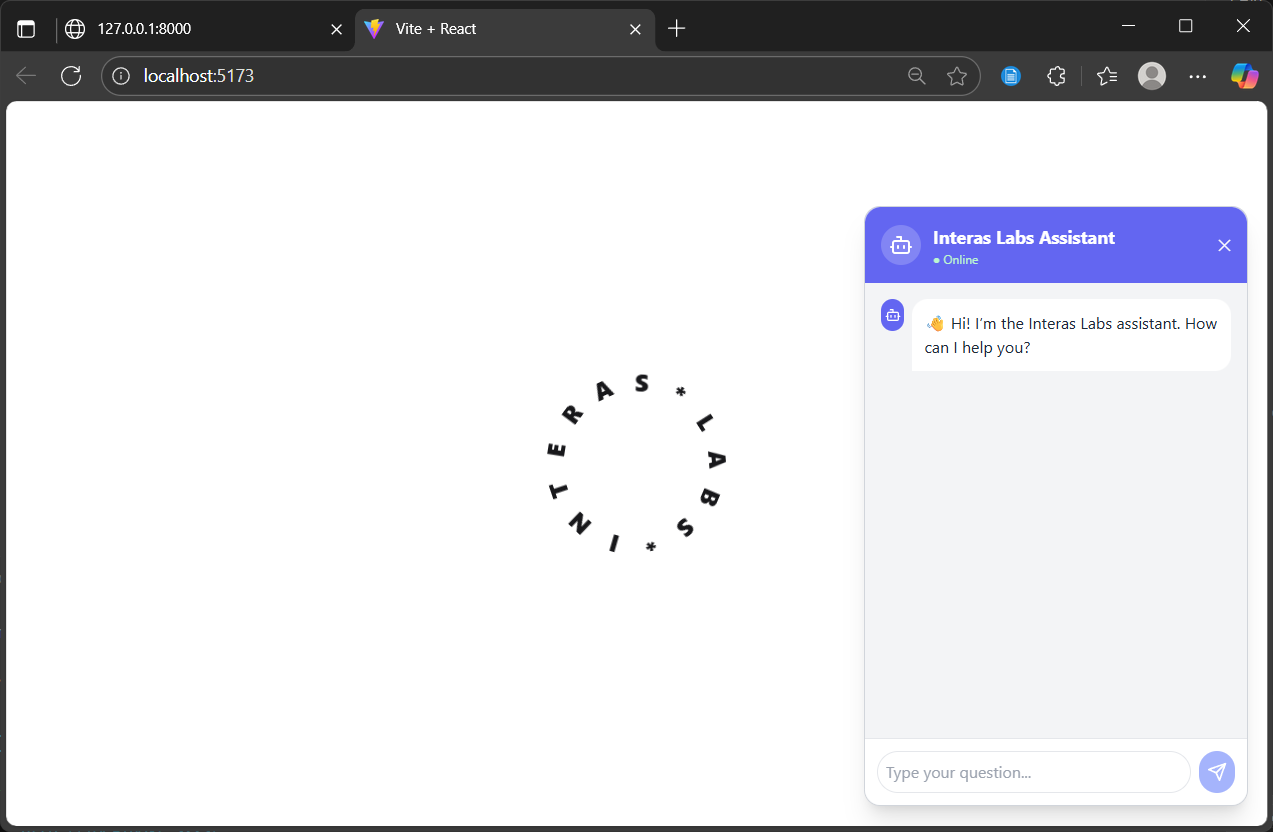 127.0.0.1:8000
Vite + React
localhost:5173
INTERAS*LABS*
Interas Labs Assistant
● Online
👋 Hi! I’m the Interas Labs assistant. How
can I help you?
Type your question...